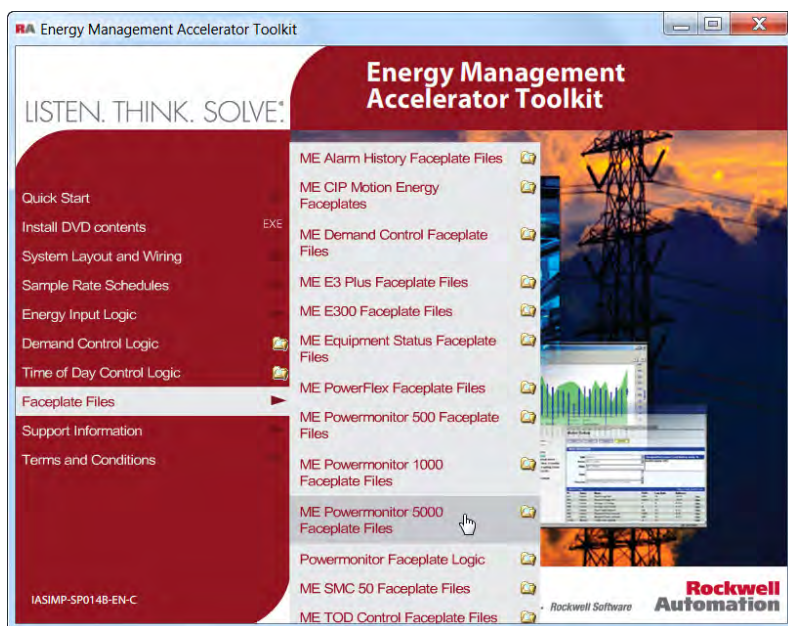 RA Energy Management Accelerator Toolkit
LISTEN. THINK. SOLVE.®
Energy Management
Accelerator Toolkit
Quick Start
Install DVD contents EXE
System Layout and Wiring
Sample Rate Schedules
Energy Input Logic
Demand Control Logic
Time of Day Control Logic
Faceplate Files
Support Information
Terms and Conditions
ME Alarm History Faceplate Files
ME CIP Motion Energy
Faceplates
ME Demand Control Faceplate
Files
ME E3 Plus Faceplate Files
ME E300 Faceplate Files
ME Equipment Status Faceplate
Files
ME PowerFlex Faceplate Files
ME Powermonitor 500 Faceplate
Files
ME Powermonitor 1000
Faceplate Files
ME Powermonitor 5000
Faceplate Files
Powermonitor Faceplate Logic
ME SMC 50 Faceplate Files
ME TOD Control Faceplate Files
IASIMP-SP014B-EN-C
• Rockwell Software
Rockwell
Automation